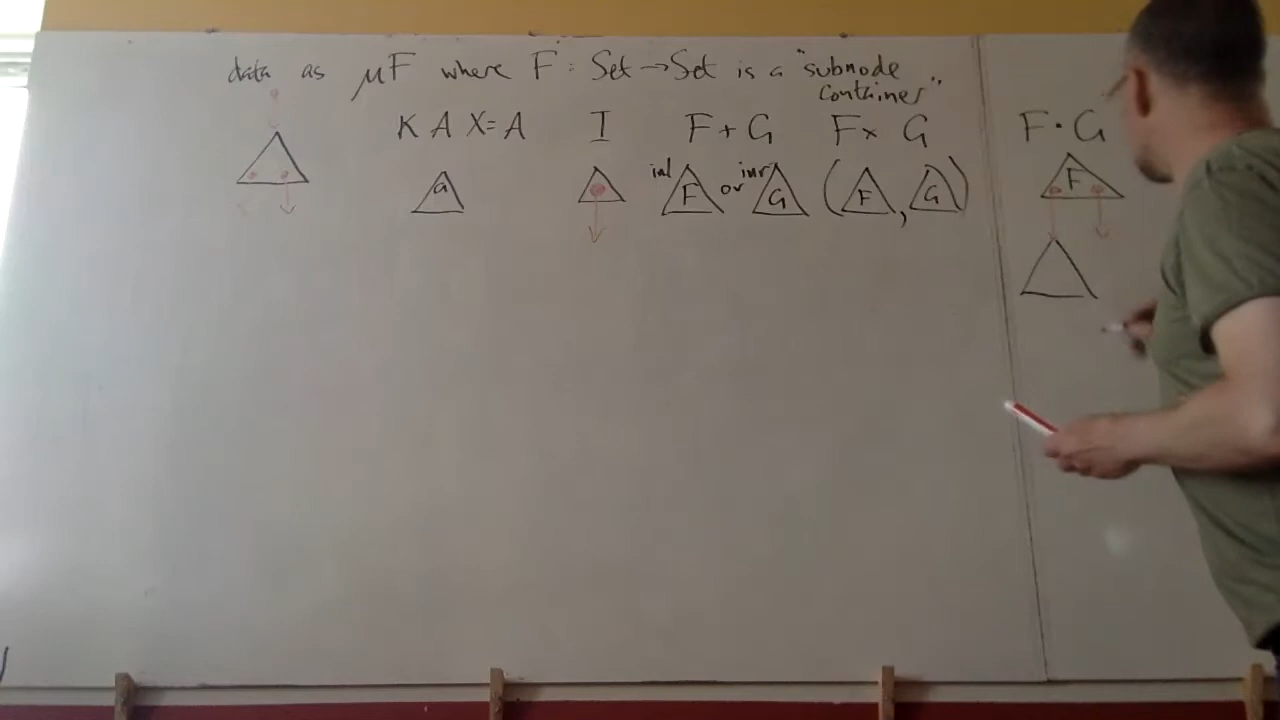 data as μF where F : Set → Set is a "subnode
container"
K A X = A I F + G F × G F · G
a inl F or inr G ( F , G ) F